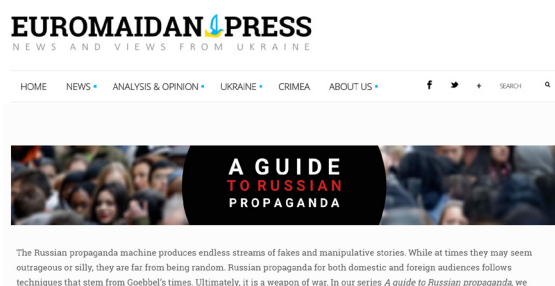 EUROMAIDAN PRESS
NEWS AND VIEWS FROM UKRAINE
HOME NEWS ANALYSIS & OPINION UKRAINE CRIMEA ABOUT US f + SEARCH
A GUIDE
TO RUSSIAN
PROPAGANDA
The Russian propaganda machine produces endless streams of fakes and manipulative stories. While at times they may seem
outrageous or silly, they are far from being random. Russian propaganda for both domestic and foreign audiences follows
techniques that stem from Goebbel's times. Ultimately, it is a weapon of war. In our series A guide to Russian propaganda, we